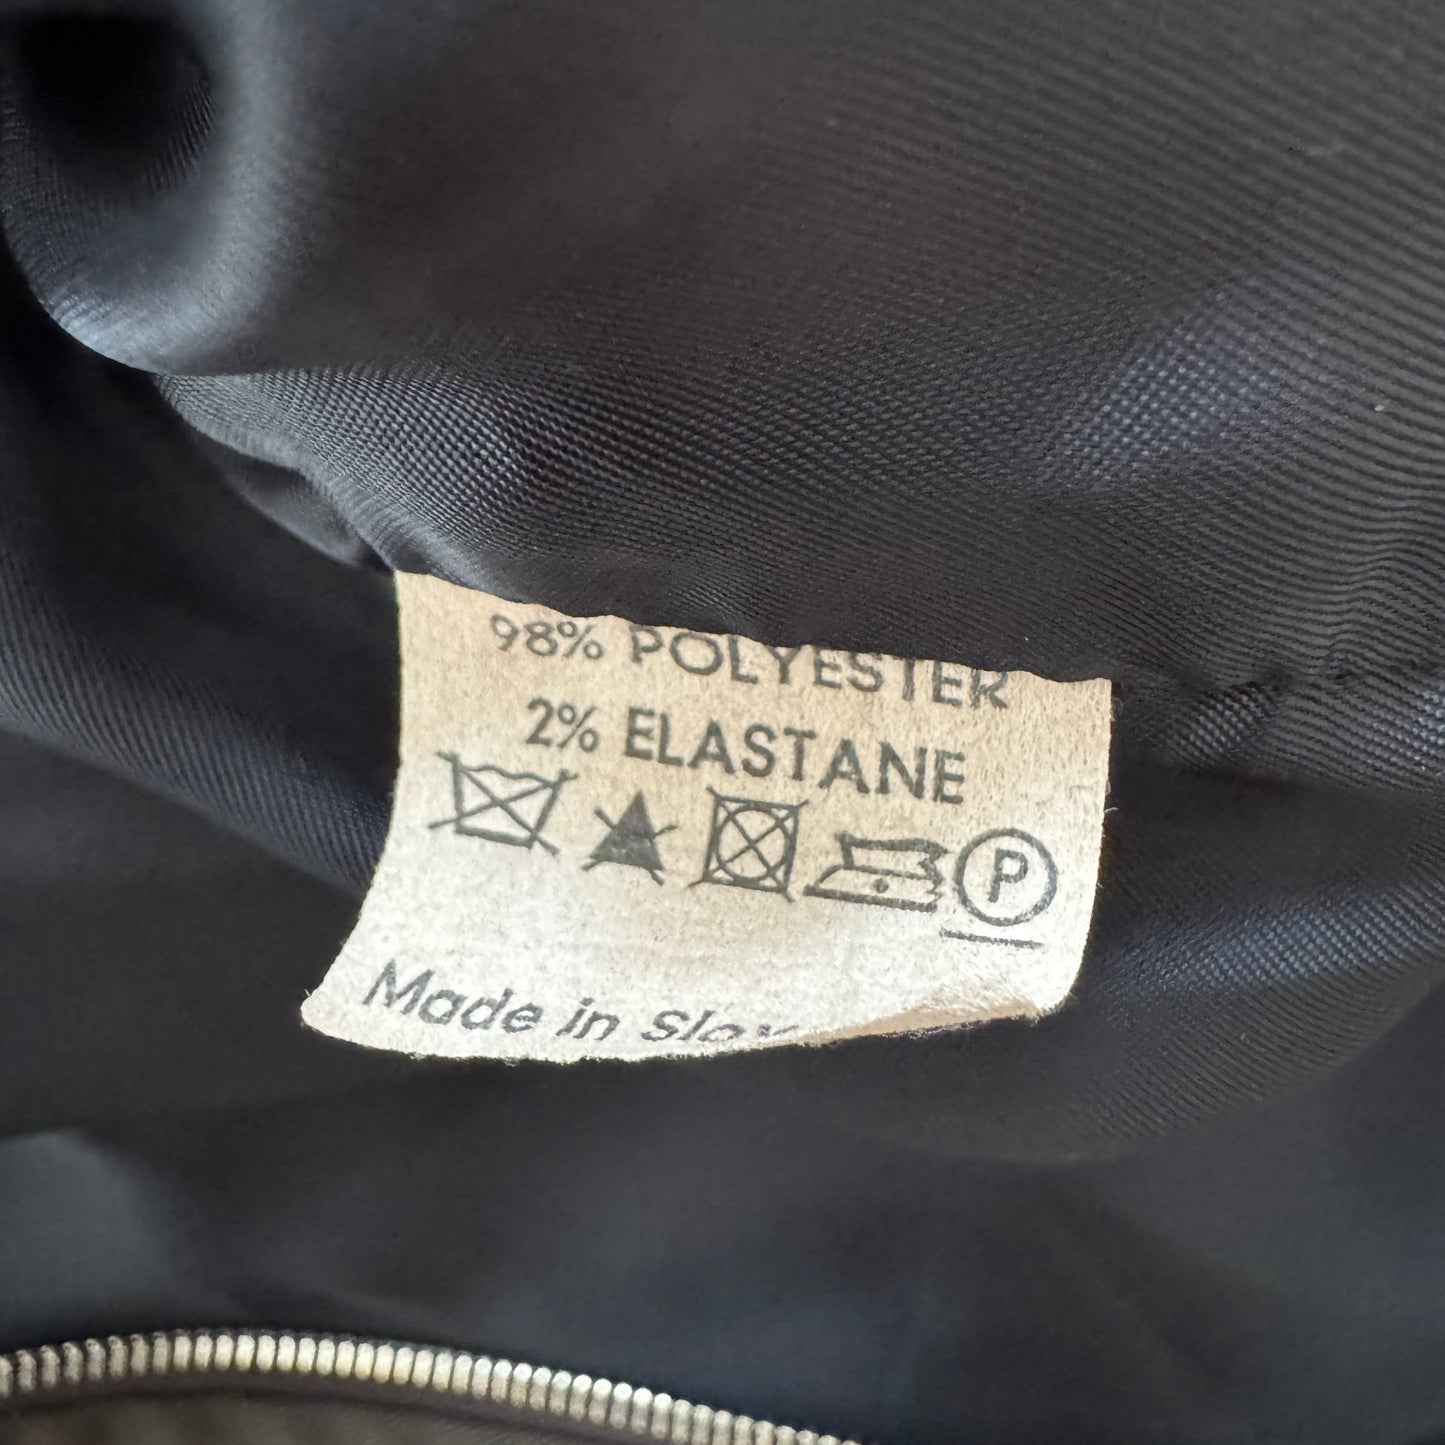 98% POLYESTER
2% ELASTANE
P
Made in